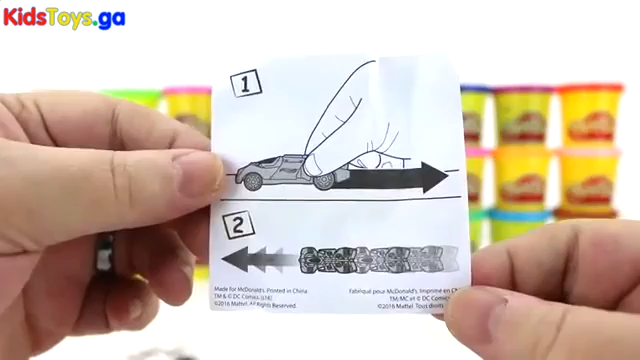 KidsToys.ga
1
2
Made for McDonald's. Printed in China.
TM & © DC Comics. (s16)
©2016 Mattel. All Rights Reserved.
Fabriqué pour McDonald's. Imprimé en
TM/MC et © DC Comics.
©2016 Mattel. Tous droits